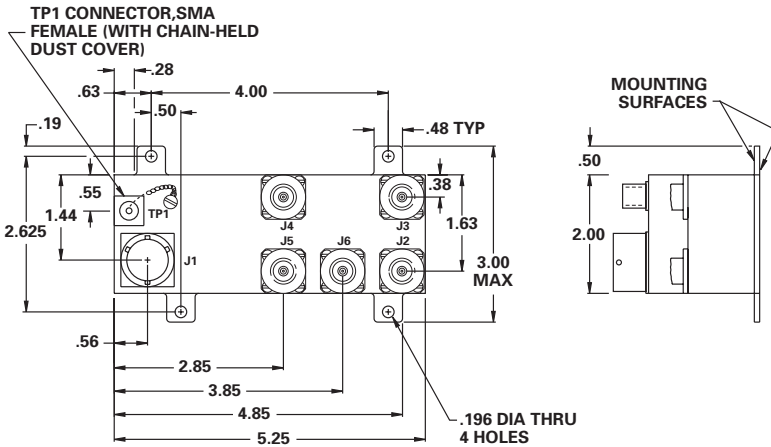 TP1 CONNECTOR,SMA
FEMALE (WITH CHAIN-HELD
DUST COVER)
.28
.63
4.00
.50
.19
.48 TYP
MOUNTING
SURFACES
.50
.55
.38
1.44
TP1
J4
J3
1.63
2.625
J1
J5
J6
J2
3.00
MAX
2.00
.56
2.85
3.85
4.85
5.25
.196 DIA THRU
4 HOLES